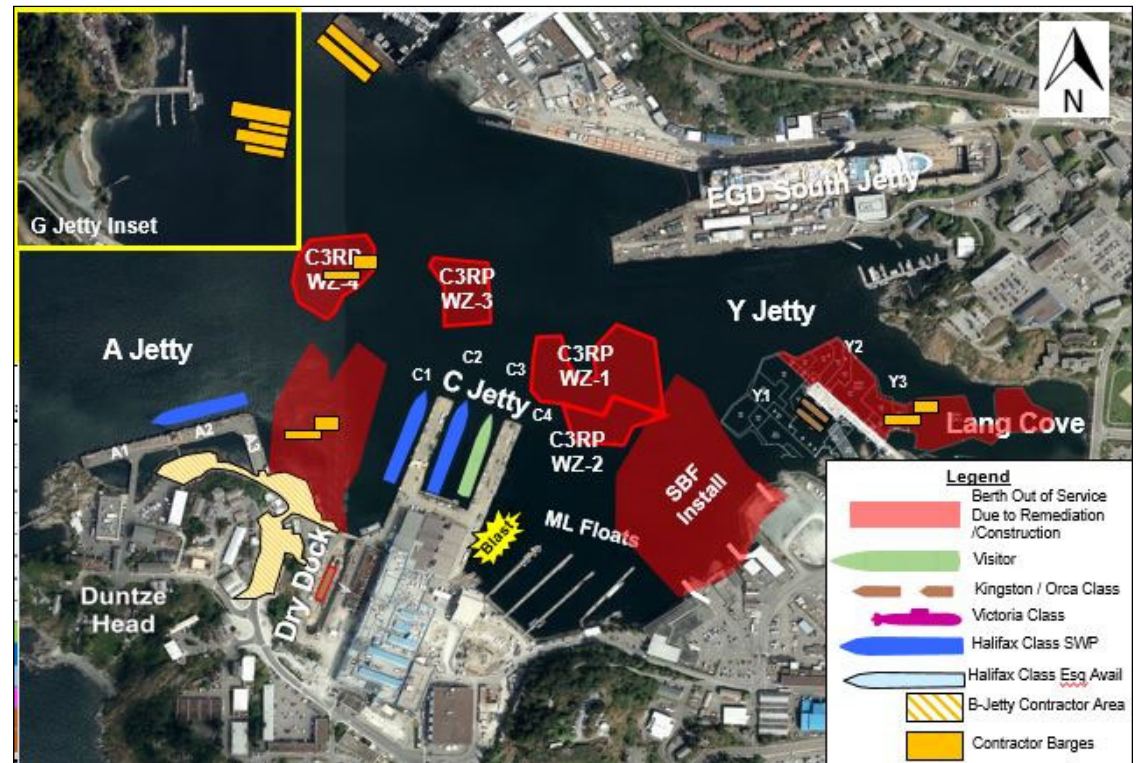 N
G Jetty Inset
EGD South Jetty
C3RP
WZ-4
C3RP
WZ-3
A Jetty
Y Jetty
C3RP
WZ-1
C1
C2
C3
C4
C Jetty
C3RP
WZ-2
SBF
Install
Y1
Y2
Y3
Lang Cove
A1
A2
Blast
ML Floats
Dry Dock
Duntze
Head
Legend
Berth Out of Service
Due to Remediation
/Construction
Visitor
Kingston / Orca Class
Victoria Class
Halifax Class SWP
Halifax Class Esq Avail
B-Jetty Contractor Area
Contractor Barges